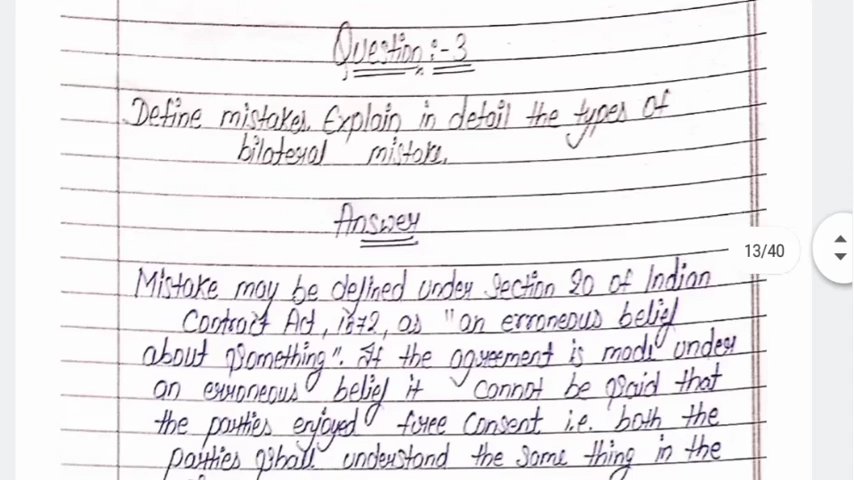 Question :- 3
Define mistakes. Explain in detail the types of
bilateral mistake.
Answer
Mistake may be defined under Section 20 of Indian
Contract Act, 1872, as "an erroneous belief
about something". If the agreement is made under
an erroneous belief it cannot be said that
the parties enjoyed free consent i.e. both the
parties shall understand the same thing in the
13/40